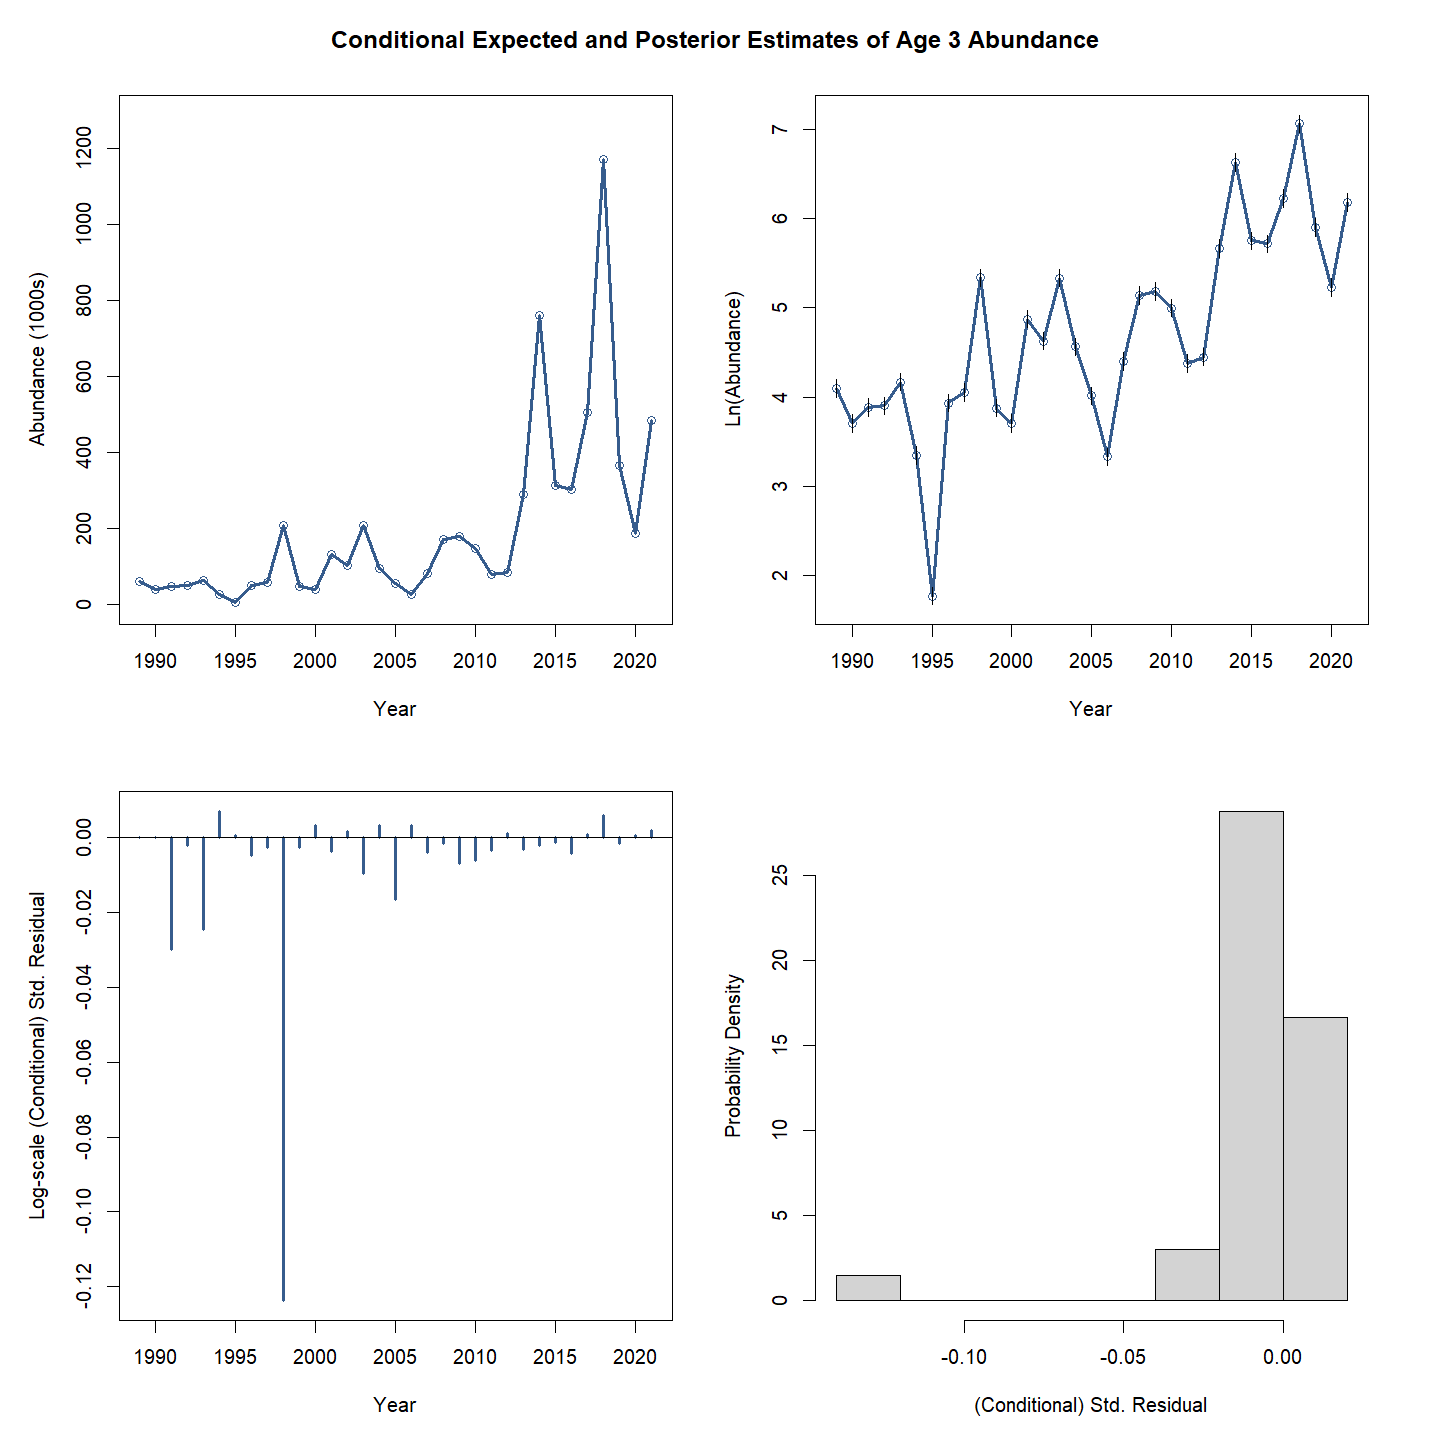 Conditional Expected and Posterior Estimates of Age 3 Abundance
Abundance (1000s)
0 200 400 600 800 1000 1200
1990 1995 2000 2005 2010 2015 2020
Year
Ln(Abundance)
2 3 4 5 6 7
1990 1995 2000 2005 2010 2015 2020
Year
Log-scale (Conditional) Std. Residual
-0.12 -0.10 -0.08 -0.06 -0.04 -0.02 0.00
1990 1995 2000 2005 2010 2015 2020
Year
Probability Density
0 5 10 15 20 25
-0.10 -0.05 0.00
(Conditional) Std. Residual